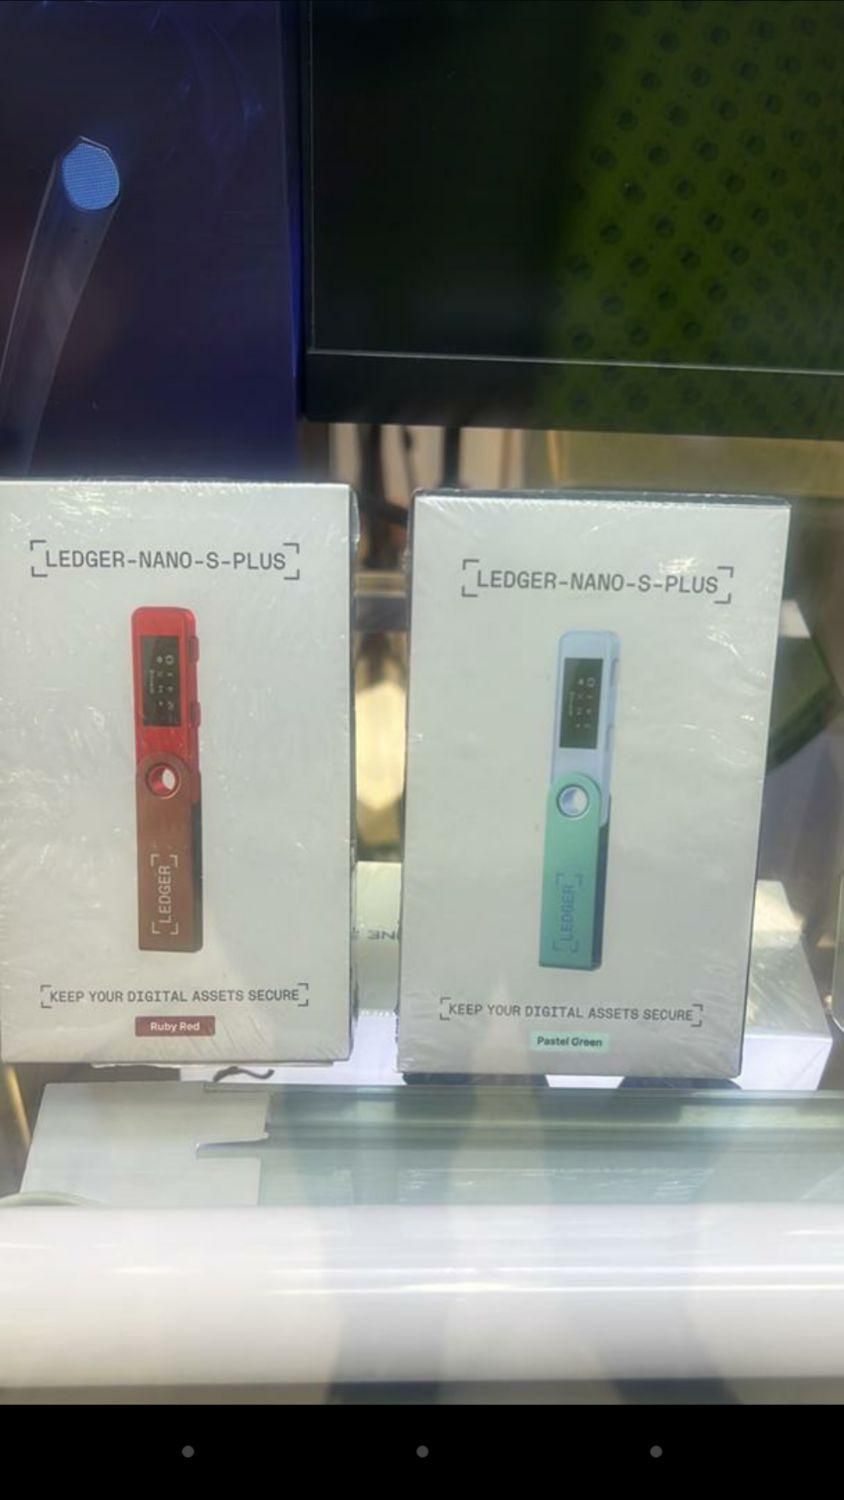 LEDGER-NANO-S-PLUS
LEDGER
KEEP YOUR DIGITAL ASSETS SECURE
Ruby Red
LEDGER-NANO-S-PLUS
LEDGER
KEEP YOUR DIGITAL ASSETS SECURE
Pastel Green